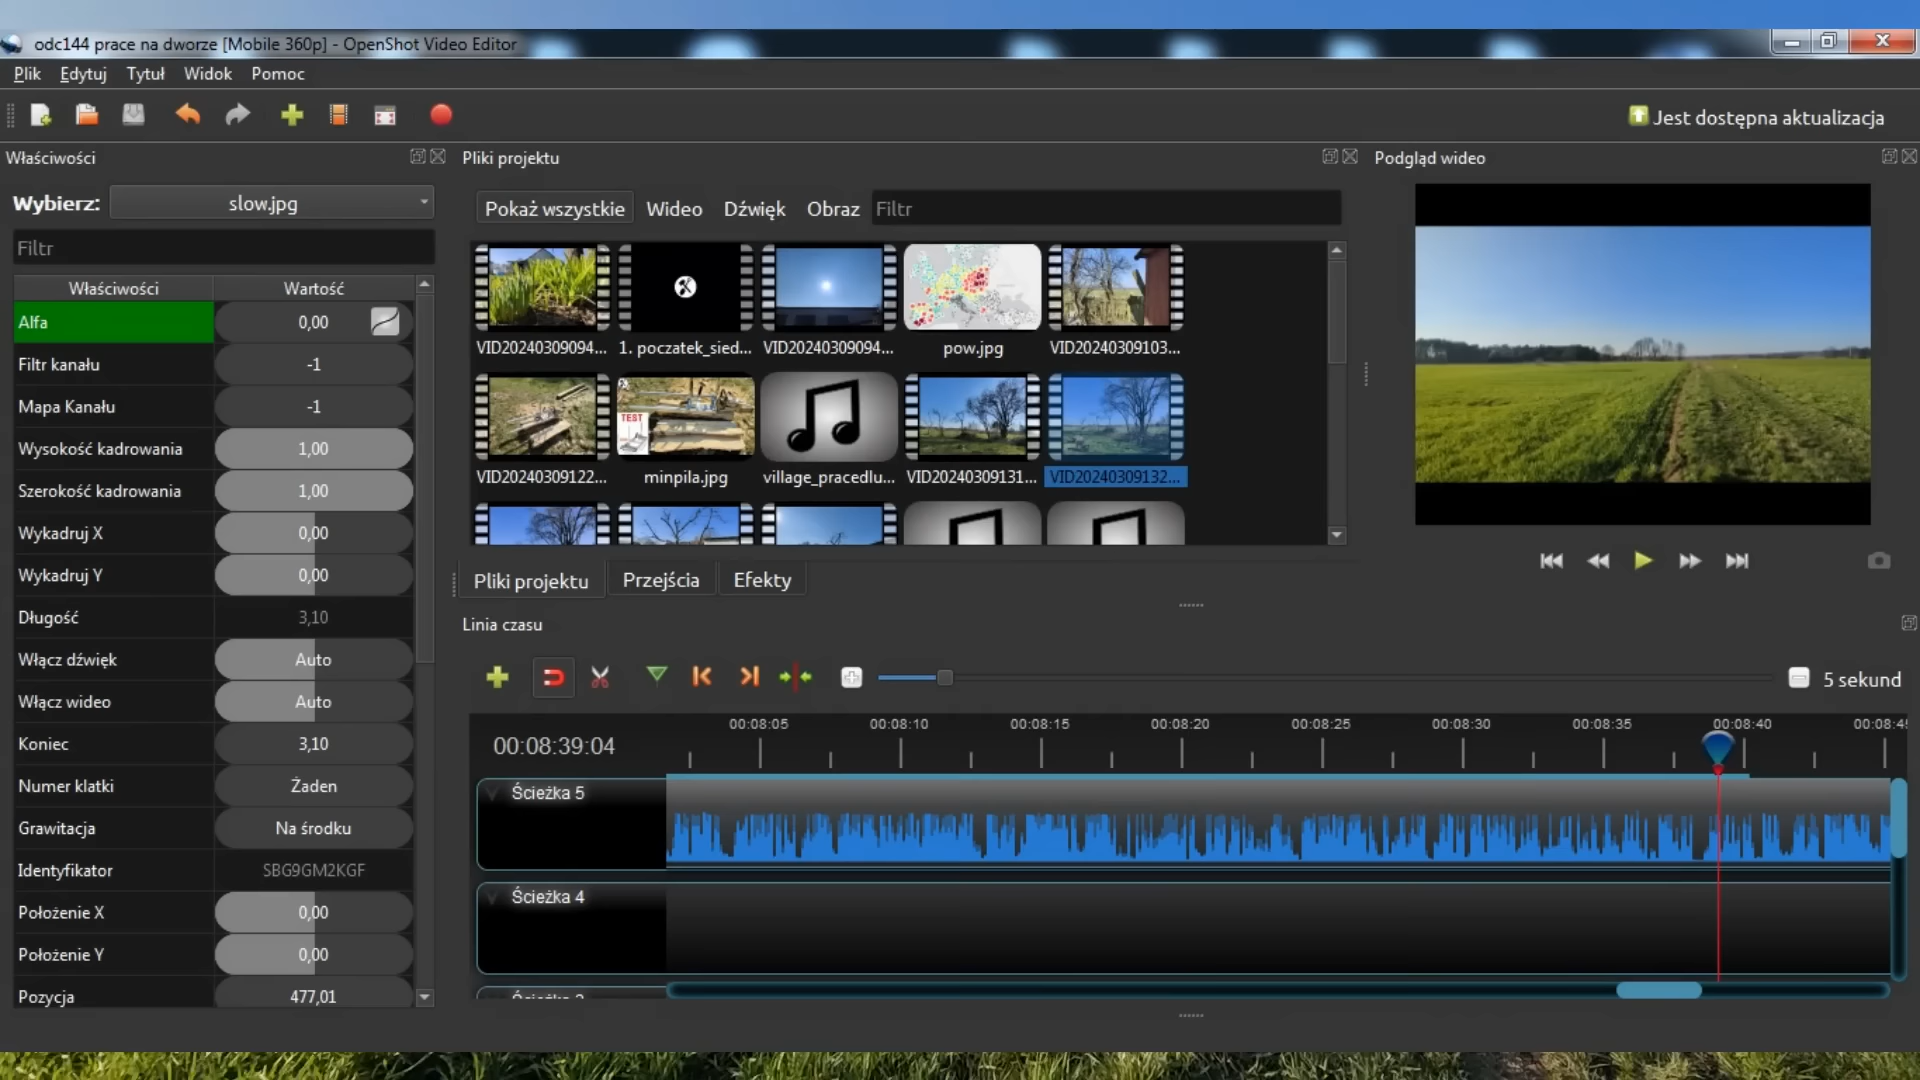 odc144 prace na dworze [Mobile 360p] - OpenShot Video Editor
Plik Edytuj Tytuł Widok Pomoc
Jest dostępna aktualizacja
Właściwości
Pliki projektu
Podgląd wideo
Wybierz: slow.jpg
Filtr
Właściwości Wartość
Alfa 0,00
Filtr kanału -1
Mapa Kanału -1
Wysokość kadrowania 1,00
Szerokość kadrowania 1,00
Wykadruj X 0,00
Wykadruj Y 0,00
Długość 3,10
Włącz dźwięk Auto
Włącz wideo Auto
Koniec 3,10
Numer klatki Żaden
Grawitacja Na środku
Identyfikator SBG9GM2KGF
Położenie X 0,00
Położenie Y 0,00
Pozycja 477,01
Pokaż wszystkie Wideo Dźwięk Obraz Filtr
VID20240309094... 1. poczatek_sied... VID20240309094... pow.jpg VID20240309103...
TEST
VID20240309122... minpila.jpg village_pracedlu... VID20240309131... VID20240309132...
Pliki projektu Przejścia Efekty
Linia czasu
5 sekund
00:08:05 00:08:10 00:08:15 00:08:20 00:08:25 00:08:30 00:08:35 00:08:40
00:08:39:04
Ścieżka 5
Ścieżka 4